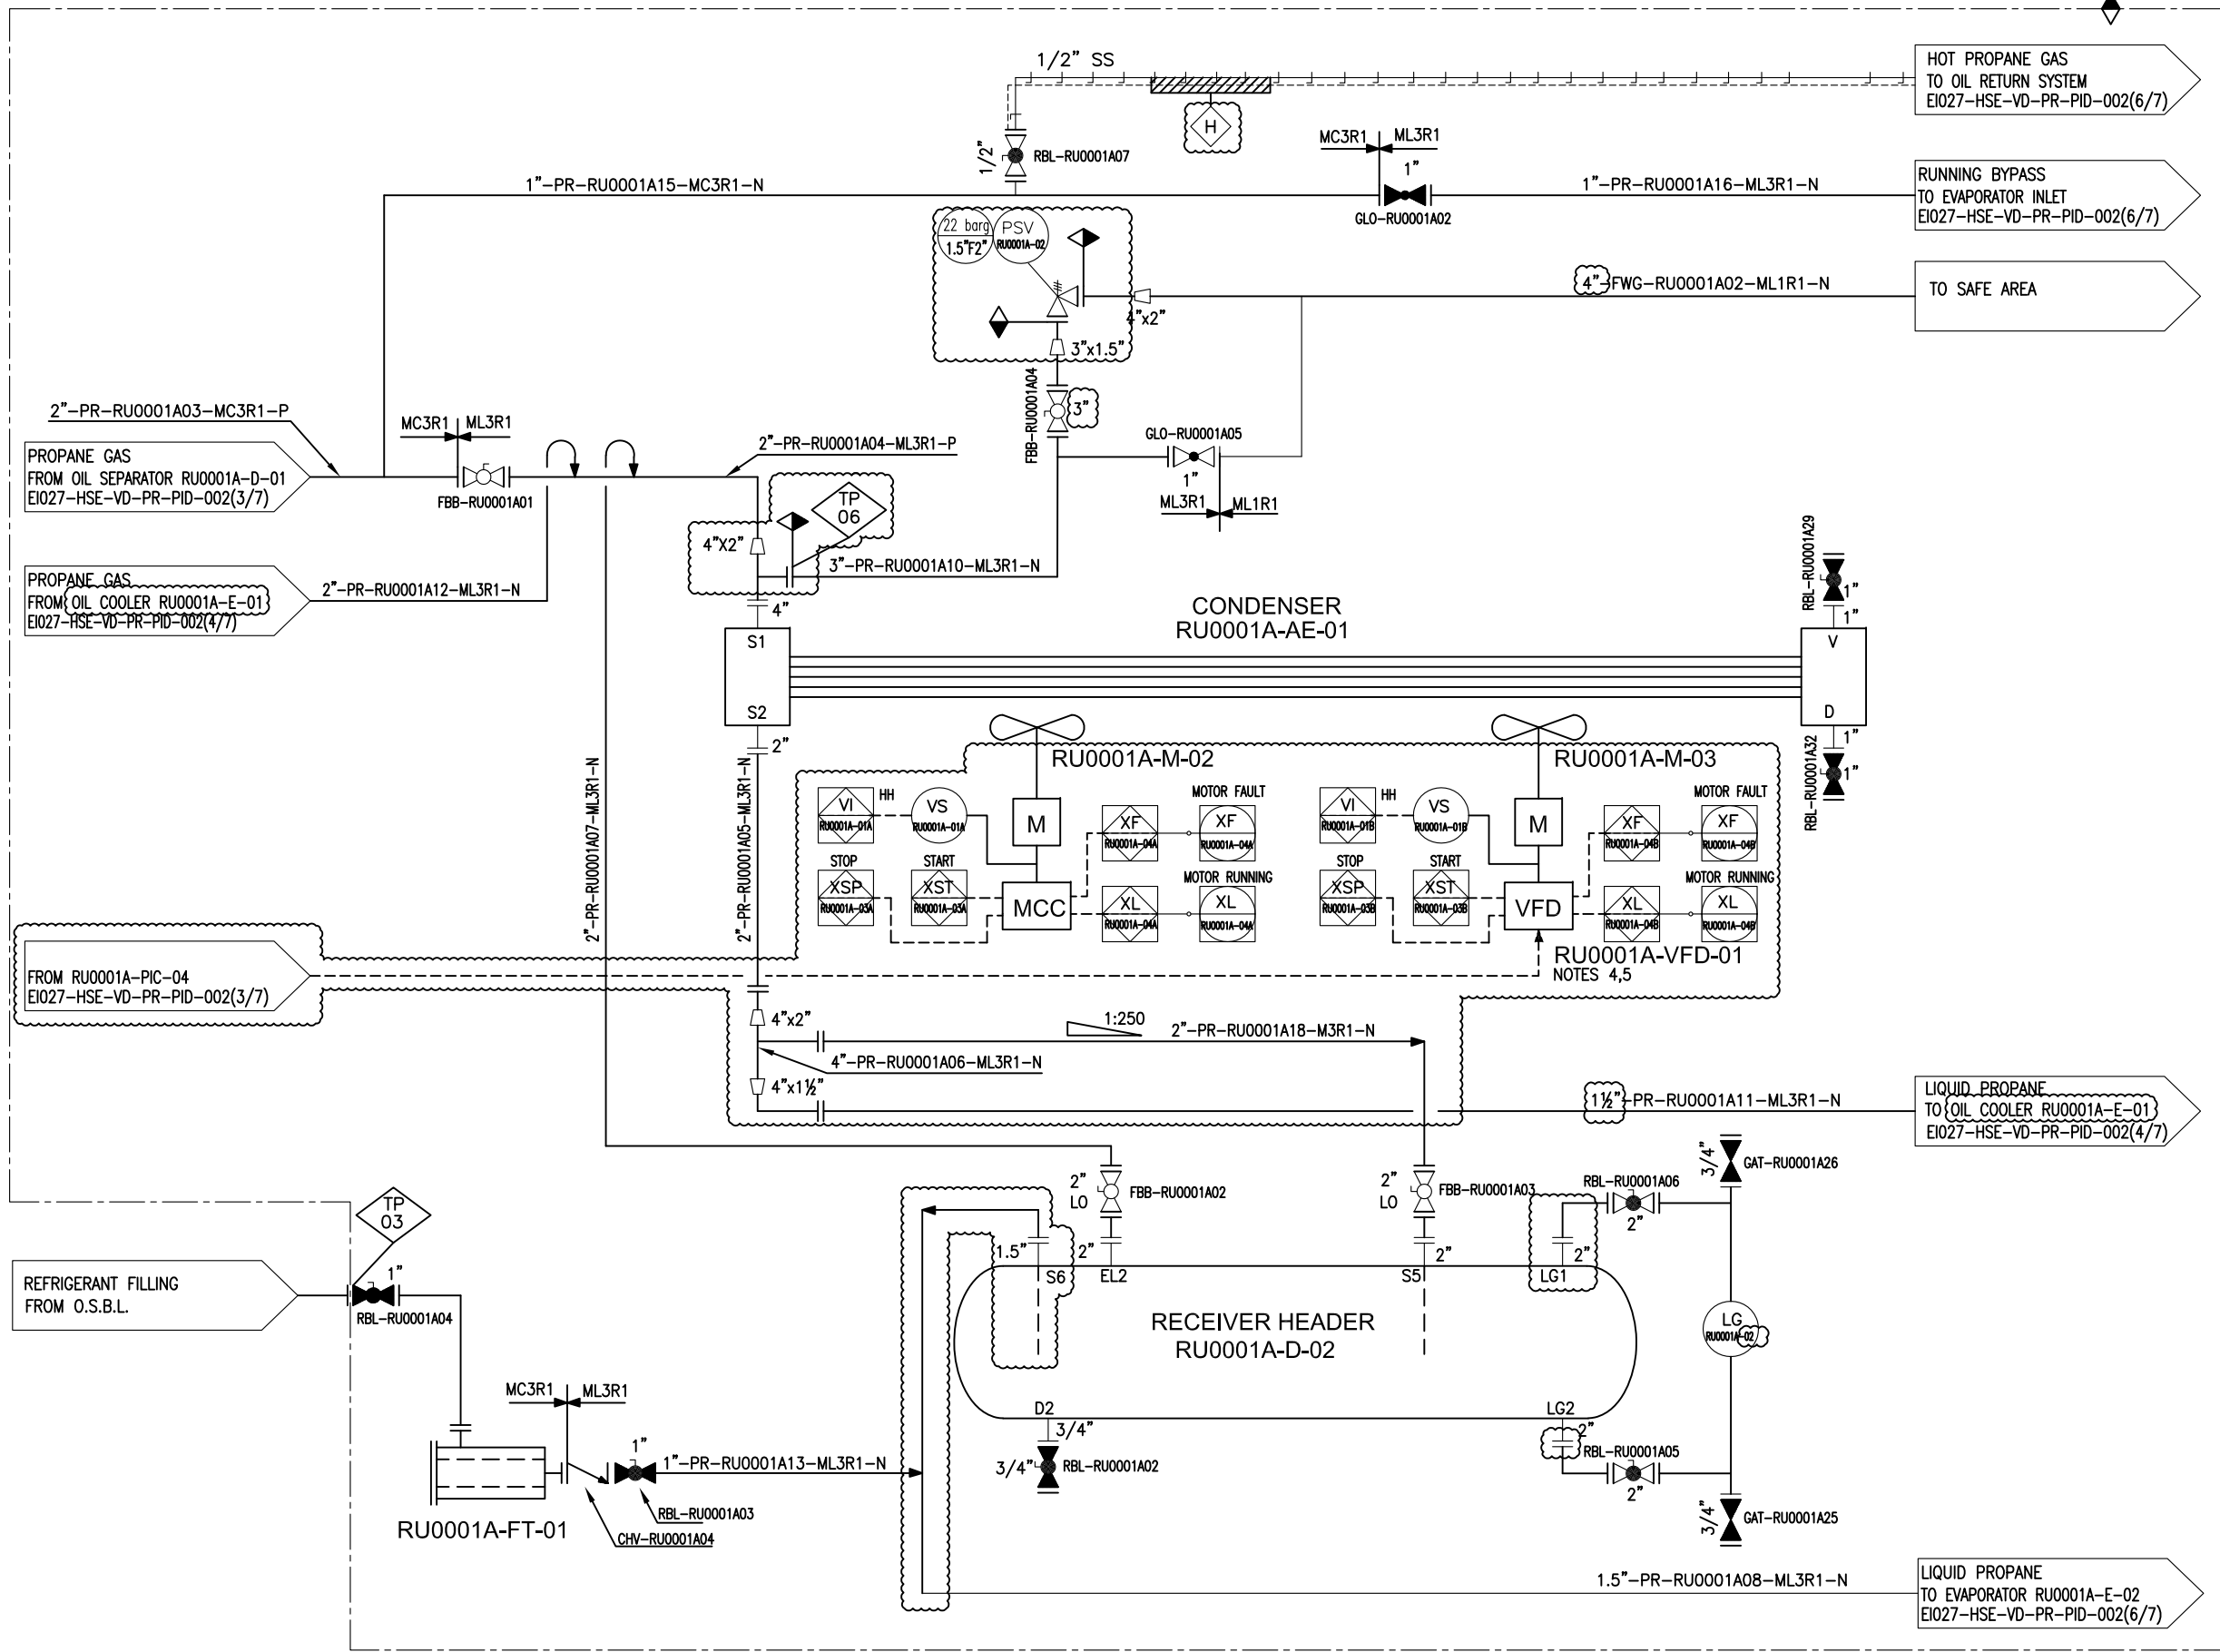 1/2" SS
HOT PROPANE GAS
TO OIL RETURN SYSTEM
EI027-HSE-VD-PR-PID-002(6/7)
H
1/2"
RBL-RU0001A07
MC3R1
ML3R1
1"
GLO-RU0001A02
1"-PR-RU0001A15-MC3R1-N
1"-PR-RU0001A16-ML3R1-N
RUNNING BYPASS
TO EVAPORATOR INLET
EI027-HSE-VD-PR-PID-002(6/7)
22 barg
1.5"F2"
PSV
RU0001A-02
4"x2"
3"x1.5"
4"-FWG-RU0001A02-ML1R1-N
TO SAFE AREA
FBB-RU0001A04
3"
2"-PR-RU0001A03-MC3R1-P
MC3R1
ML3R1
PROPANE GAS
FROM OIL SEPARATOR RU0001A-D-01
EI027-HSE-VD-PR-PID-002(3/7)
FBB-RU0001A01
2"-PR-RU0001A04-ML3R1-P
GLO-RU0001A05
1"
ML3R1
ML1R1
TP
06
4"X2"
3"-PR-RU0001A10-ML3R1-N
PROPANE GAS
FROM OIL COOLER RU0001A-E-01
EI027-HSE-VD-PR-PID-002(4/7)
2"-PR-RU0001A12-ML3R1-N
4"
CONDENSER
RU0001A-AE-01
RBL-RU0001A29
1"
1"
S1
S2
V
D
2"
1"
1"
RBL-RU0001A32
2"-PR-RU0001A07-ML3R1-N
2"-PR-RU0001A05-ML3R1-N
RU0001A-M-02
RU0001A-M-03
VI
RU0001A-01A
HH
VS
RU0001A-01A
M
XF
RU0001A-04A
MOTOR FAULT
XF
RU0001A-04A
STOP
XSP
RU0001A-03A
START
XST
RU0001A-03A
MCC
XL
RU0001A-04A
MOTOR RUNNING
XL
RU0001A-04A
VI
RU0001A-01B
HH
VS
RU0001A-01B
M
XF
RU0001A-04B
MOTOR FAULT
XF
RU0001A-04B
STOP
XSP
RU0001A-03B
START
XST
RU0001A-03B
VFD
XL
RU0001A-04B
MOTOR RUNNING
XL
RU0001A-04B
RU0001A-VFD-01
NOTES 4,5
FROM RU0001A-PIC-04
EI027-HSE-VD-PR-PID-002(3/7)
4"x2"
1:250
2"-PR-RU0001A18-M3R1-N
4"-PR-RU0001A06-ML3R1-N
4"x1½"
1½"-PR-RU0001A11-ML3R1-N
LIQUID PROPANE
TO OIL COOLER RU0001A-E-01
EI027-HSE-VD-PR-PID-002(4/7)
2"
LO
FBB-RU0001A02
2"
LO
FBB-RU0001A03
RBL-RU0001A06
2"
3/4"
GAT-RU0001A26
TP
03
REFRIGERANT FILLING
FROM O.S.B.L.
1"
RBL-RU0001A04
1.5"
2"
2"
2"
S6
EL2
S5
LG1
RECEIVER HEADER
RU0001A-D-02
LG
RU0001A-02
D2
LG2
3/4"
3/4"
RBL-RU0001A02
2"
RBL-RU0001A05
2"
3/4"
GAT-RU0001A25
MC3R1
ML3R1
1"
1"-PR-RU0001A13-ML3R1-N
RBL-RU0001A03
CHV-RU0001A04
RU0001A-FT-01
1.5"-PR-RU0001A08-ML3R1-N
LIQUID PROPANE
TO EVAPORATOR RU0001A-E-02
EI027-HSE-VD-PR-PID-002(6/7)